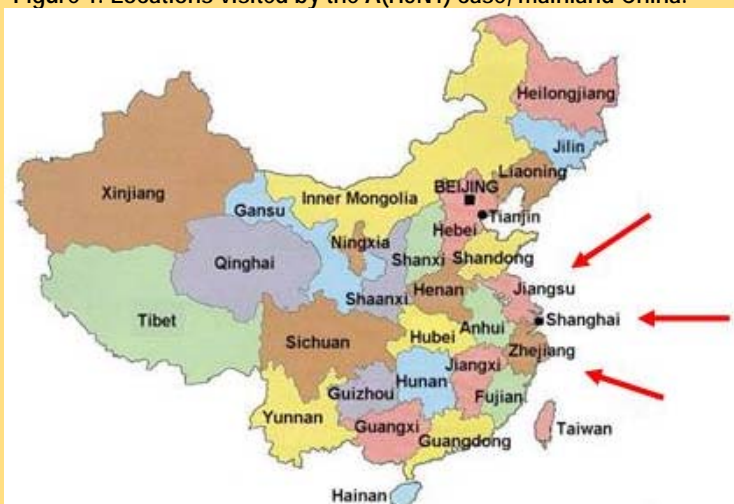 Figure 1. Locations visited by the A(H5N1) case, mainland China.
Heilongjiang
Jilin
Liaoning
Xinjiang
Inner Mongolia
BEIJING
Gansu
Tianjin
Ningxia
Hebei
Qinghai
Shanxi
Shandong
Shaanxi
Henan
Jiangsu
Tibet
Anhui
Shanghai
Sichuan
Hubei
Zhejiang
Hunan
Jiangxi
Guizhou
Fujian
Yunnan
Guangxi
Guangdong
Taiwan
Hainan